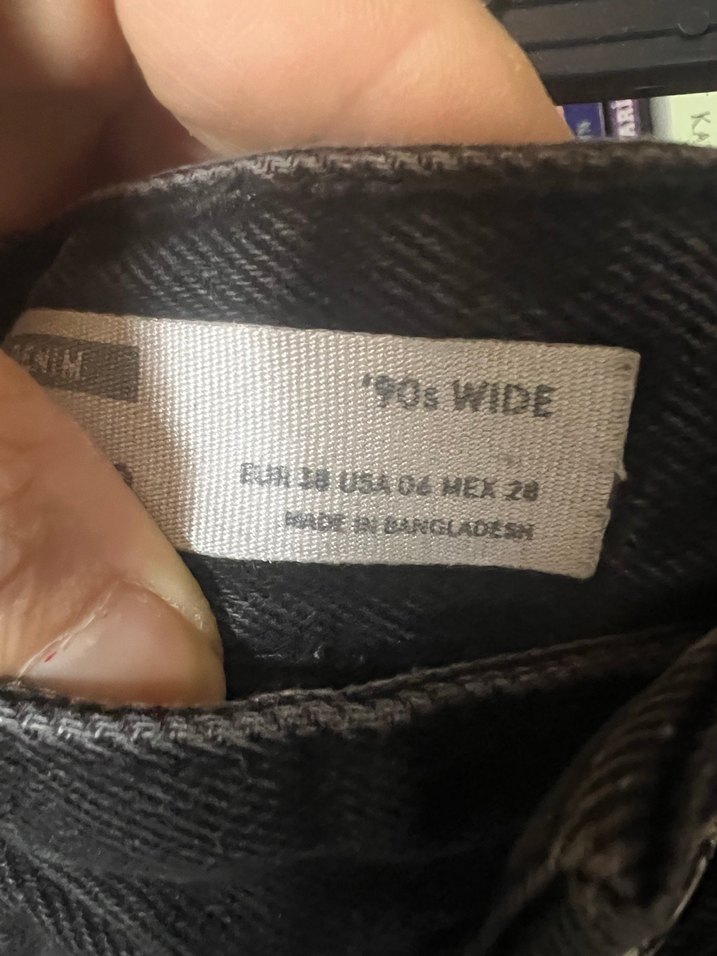 '90s WIDE
EUR 38 USA 06 MEX 28
MADE IN BANGLADESH